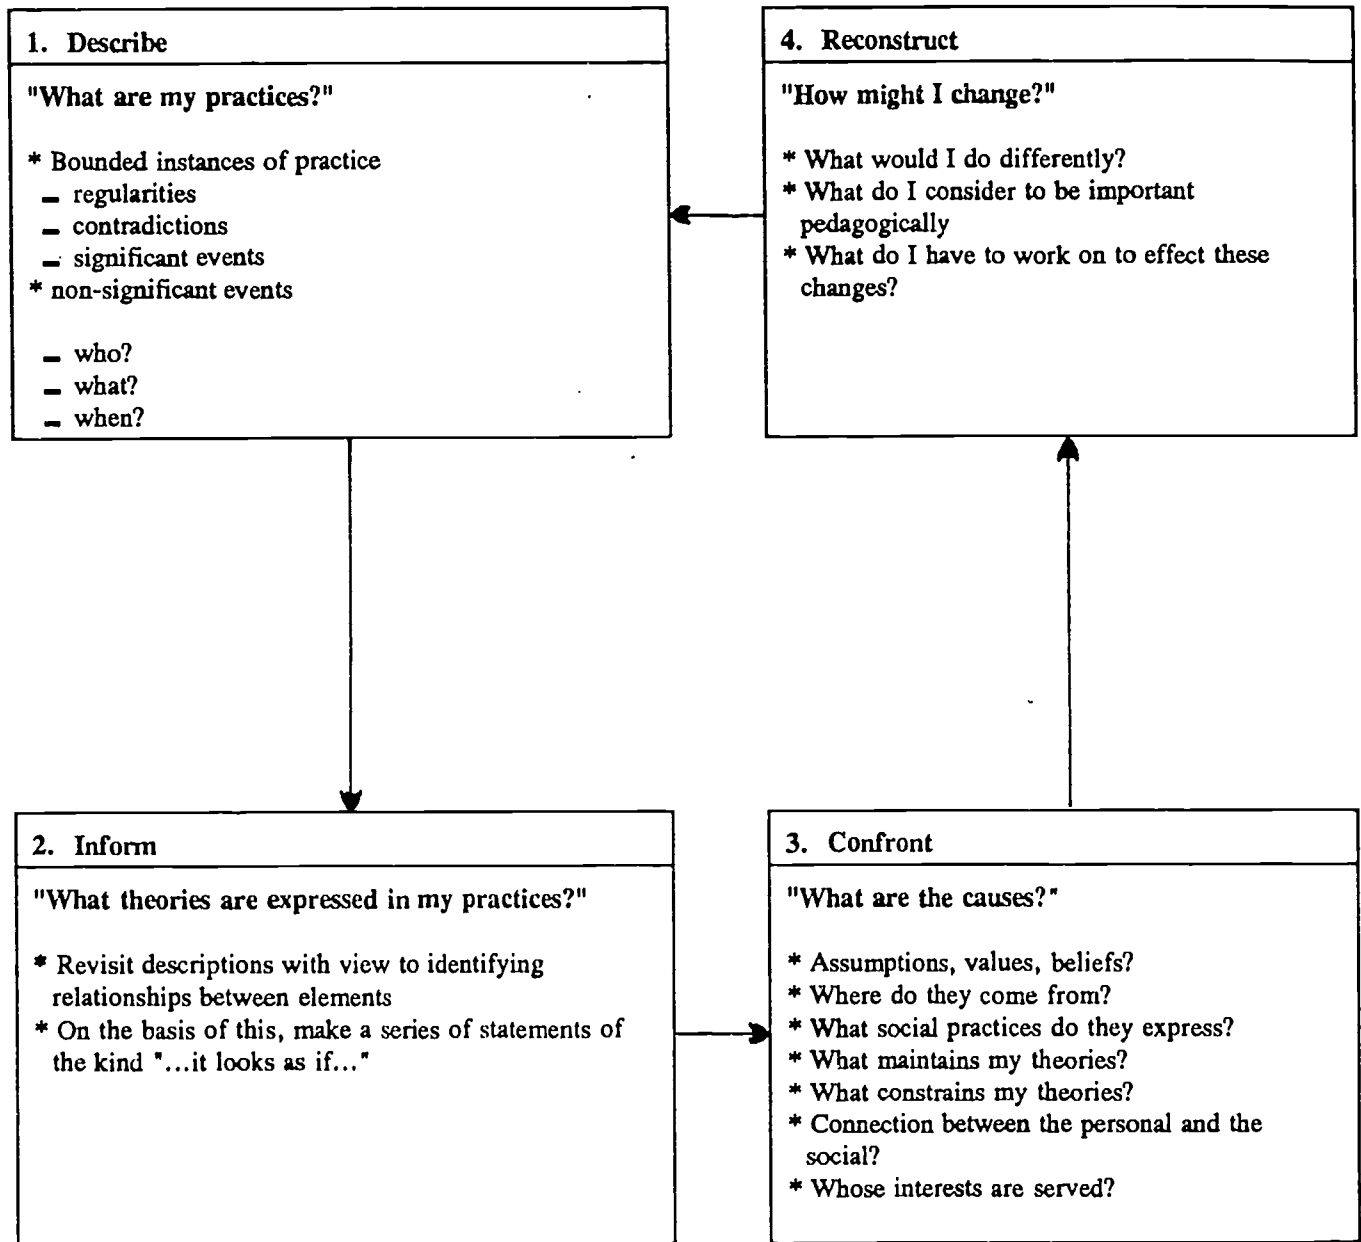 1. Describe
"What are my practices?"
* Bounded instances of practice
- regularities
- contradictions
- significant events
* non-significant events
- who?
- what?
- when?
4. Reconstruct
"How might I change?"
* What would I do differently?
* What do I consider to be important
pedagogically
* What do I have to work on to effect these
changes?
2. Inform
"What theories are expressed in my practices?"
* Revisit descriptions with view to identifying
relationships between elements
* On the basis of this, make a series of statements of
the kind "...it looks as if..."
3. Confront
"What are the causes?"
* Assumptions, values, beliefs?
* Where do they come from?
* What social practices do they express?
* What maintains my theories?
* What constrains my theories?
* Connection between the personal and the
social?
* Whose interests are served?